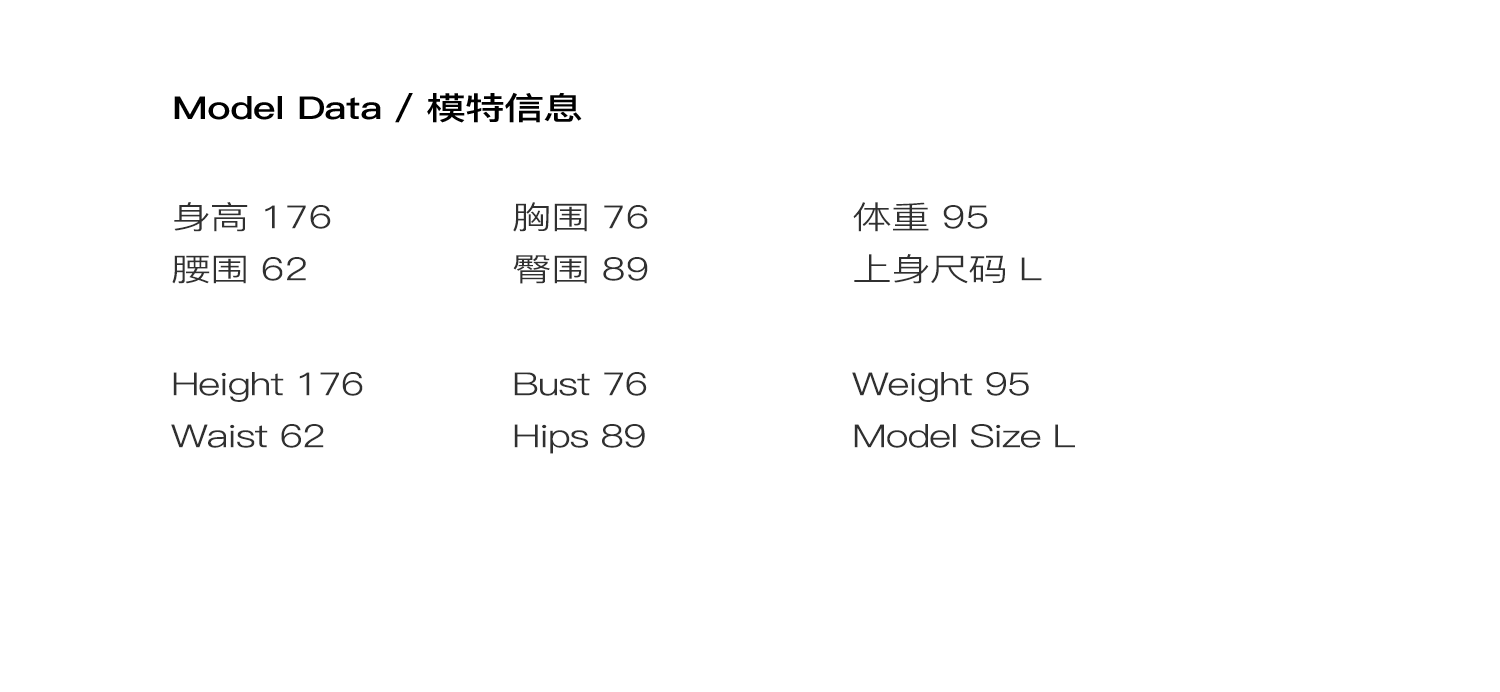 Model Data / 模特信息
身高 176 胸围 76 体重 95
腰围 62 臀围 89 上身尺码 L
Height 176 Bust 76 Weight 95
Waist 62 Hips 89 Model Size L